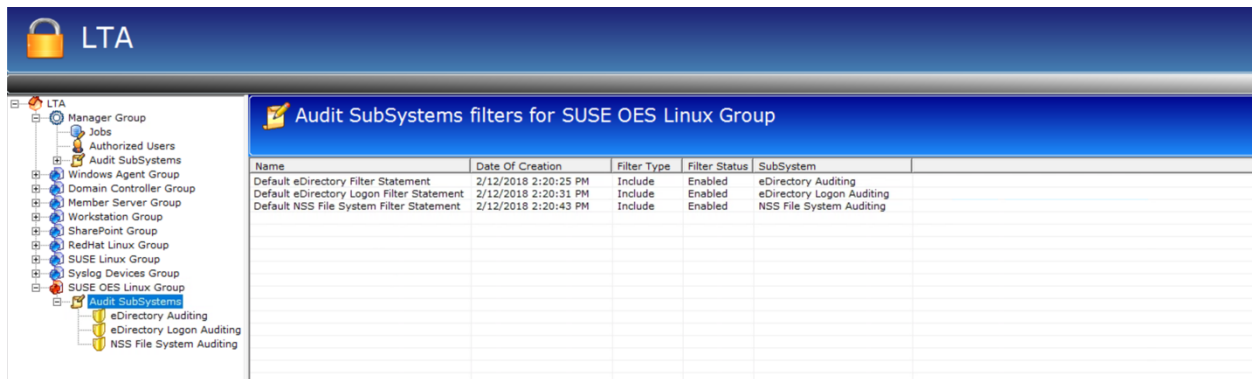 LTA
LTA
Manager Group
Jobs
Authorized Users
Audit SubSystems
Windows Agent Group
Domain Controller Group
Member Server Group
Workstation Group
SharePoint Group
RedHat Linux Group
SUSE Linux Group
Syslog Devices Group
SUSE OES Linux Group
Audit SubSystems
eDirectory Auditing
eDirectory Logon Auditing
NSS File System Auditing
Audit SubSystems filters for SUSE OES Linux Group
Name Date Of Creation Filter Type Filter Status SubSystem
Default eDirectory Filter Statement 2/12/2018 2:20:25 PM Include Enabled eDirectory Auditing
Default eDirectory Logon Filter Statement 2/12/2018 2:20:31 PM Include Enabled eDirectory Logon Auditing
Default NSS File System Filter Statement 2/12/2018 2:20:43 PM Include Enabled NSS File System Auditing